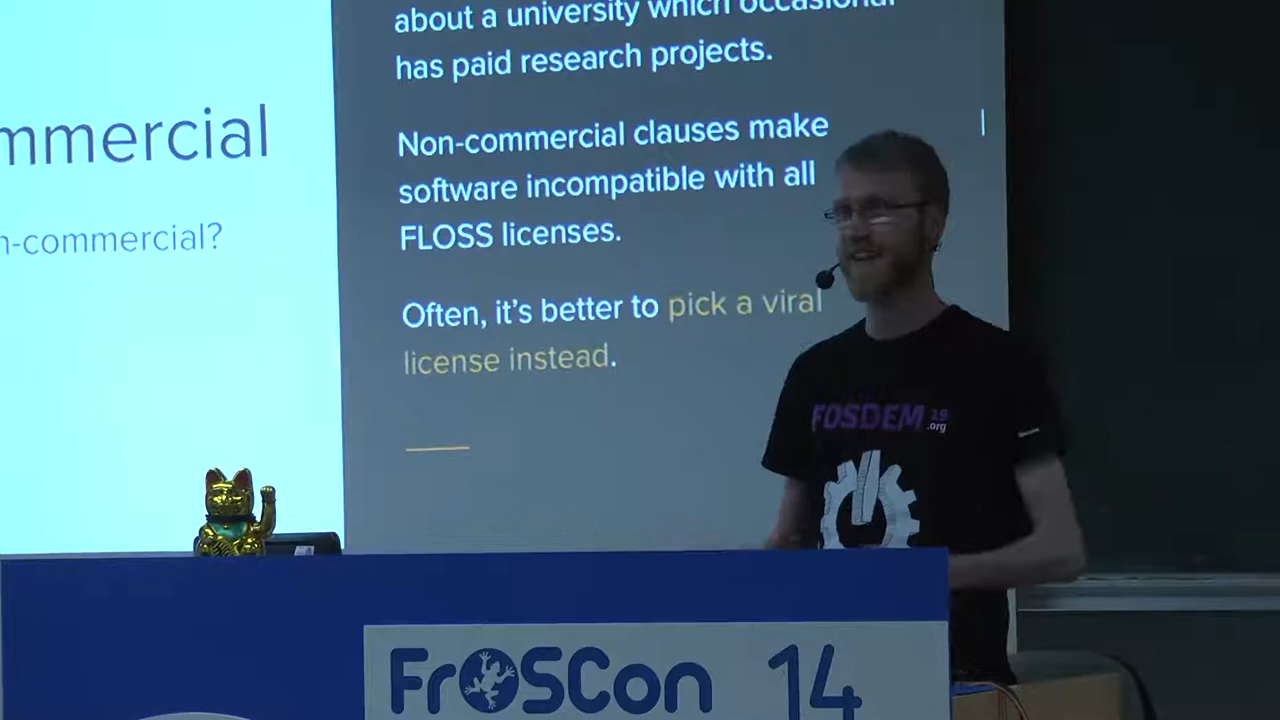 about a university which occasional
has paid research projects.
mmercial
Non-commercial clauses make
software incompatible with all
FLOSS licenses.
n-commercial?
Often, it's better to pick a viral
license instead.
FOSDEM 19
.org
FrOSCon 14